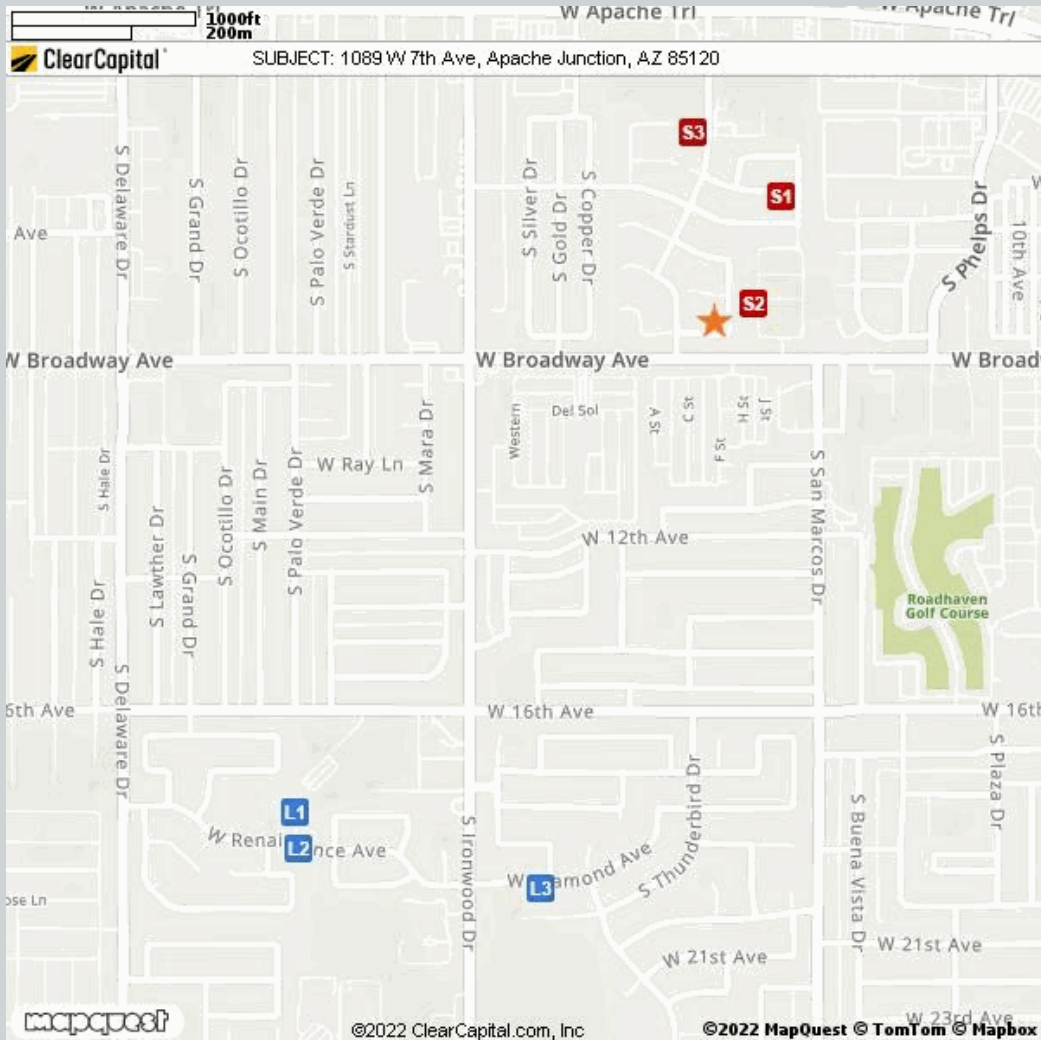 W Apache Trl
W Apache Trl
W Apache Trl
1000ft
200m
ClearCapital
SUBJECT: 1089 W 7th Ave, Apache Junction, AZ 85120
S3
S1
S2
S Delaware Dr
S Grand Dr
S Ocotillo Dr
S Palo Verde Dr
S Stardust Ln
S Silver Dr
S Gold Dr
S Copper Dr
S Phelps Dr
10th Ave
Ave
W Broadway Ave
W Broadway Ave
W Broad
Western
Del Sol
A St
C St
F St
H St
J St
S Hale Dr
W Ray Ln
S Mara Dr
S Lawther Dr
S Grand Dr
S Ocotillo Dr
S Main Dr
S Palo Verde Dr
W 12th Ave
S San Marcos Dr
Roadhaven
Golf Course
S Hale Dr
S Delaware Dr
6th Ave
W 16th Ave
W 16th
L1
W Renai
L2
nce Ave
S Ironwood Dr
W
L3
amond Ave
S Thunderbird Dr
S Buena Vista Dr
S Plaza Dr
ose Ln
W 21st Ave
W 21st Ave
W 23rd Ave
mapquest
©2022 ClearCapital.com, Inc
©2022 MapQuest © TomTom © Mapbox